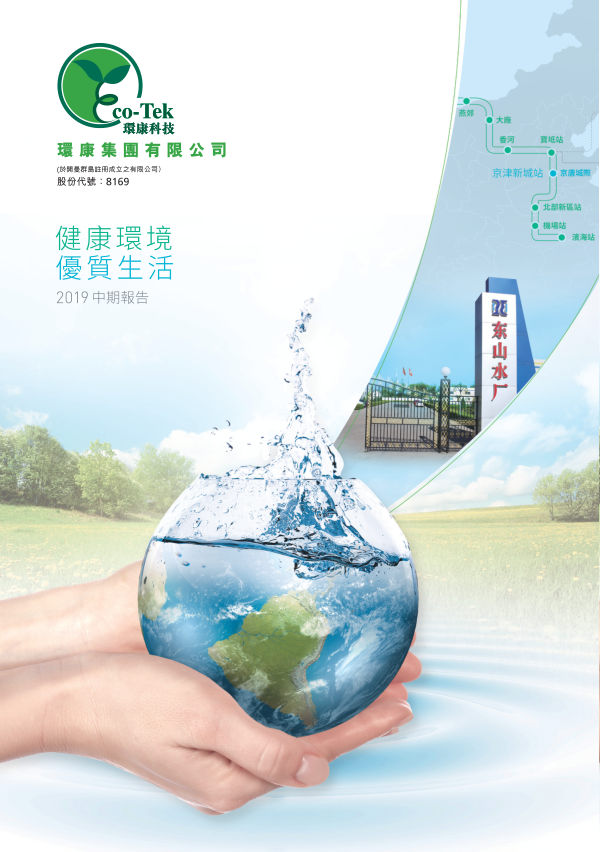 Eco-Tek
環康科技
環康集團有限公司
(於開曼群島註冊成立之有限公司)
股份代號：8169
健康環境
優質生活
2019 中期報告
燕郊
大廠
香河
寶坻站
京津新城站
京唐城際
北部新區站
機場站
濱海站
东山水厂